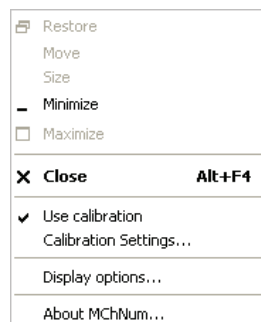 Restore
Move
Size
Minimize
Maximize
Close Alt+F4
Use calibration
Calibration Settings...
Display options...
About MChNum...